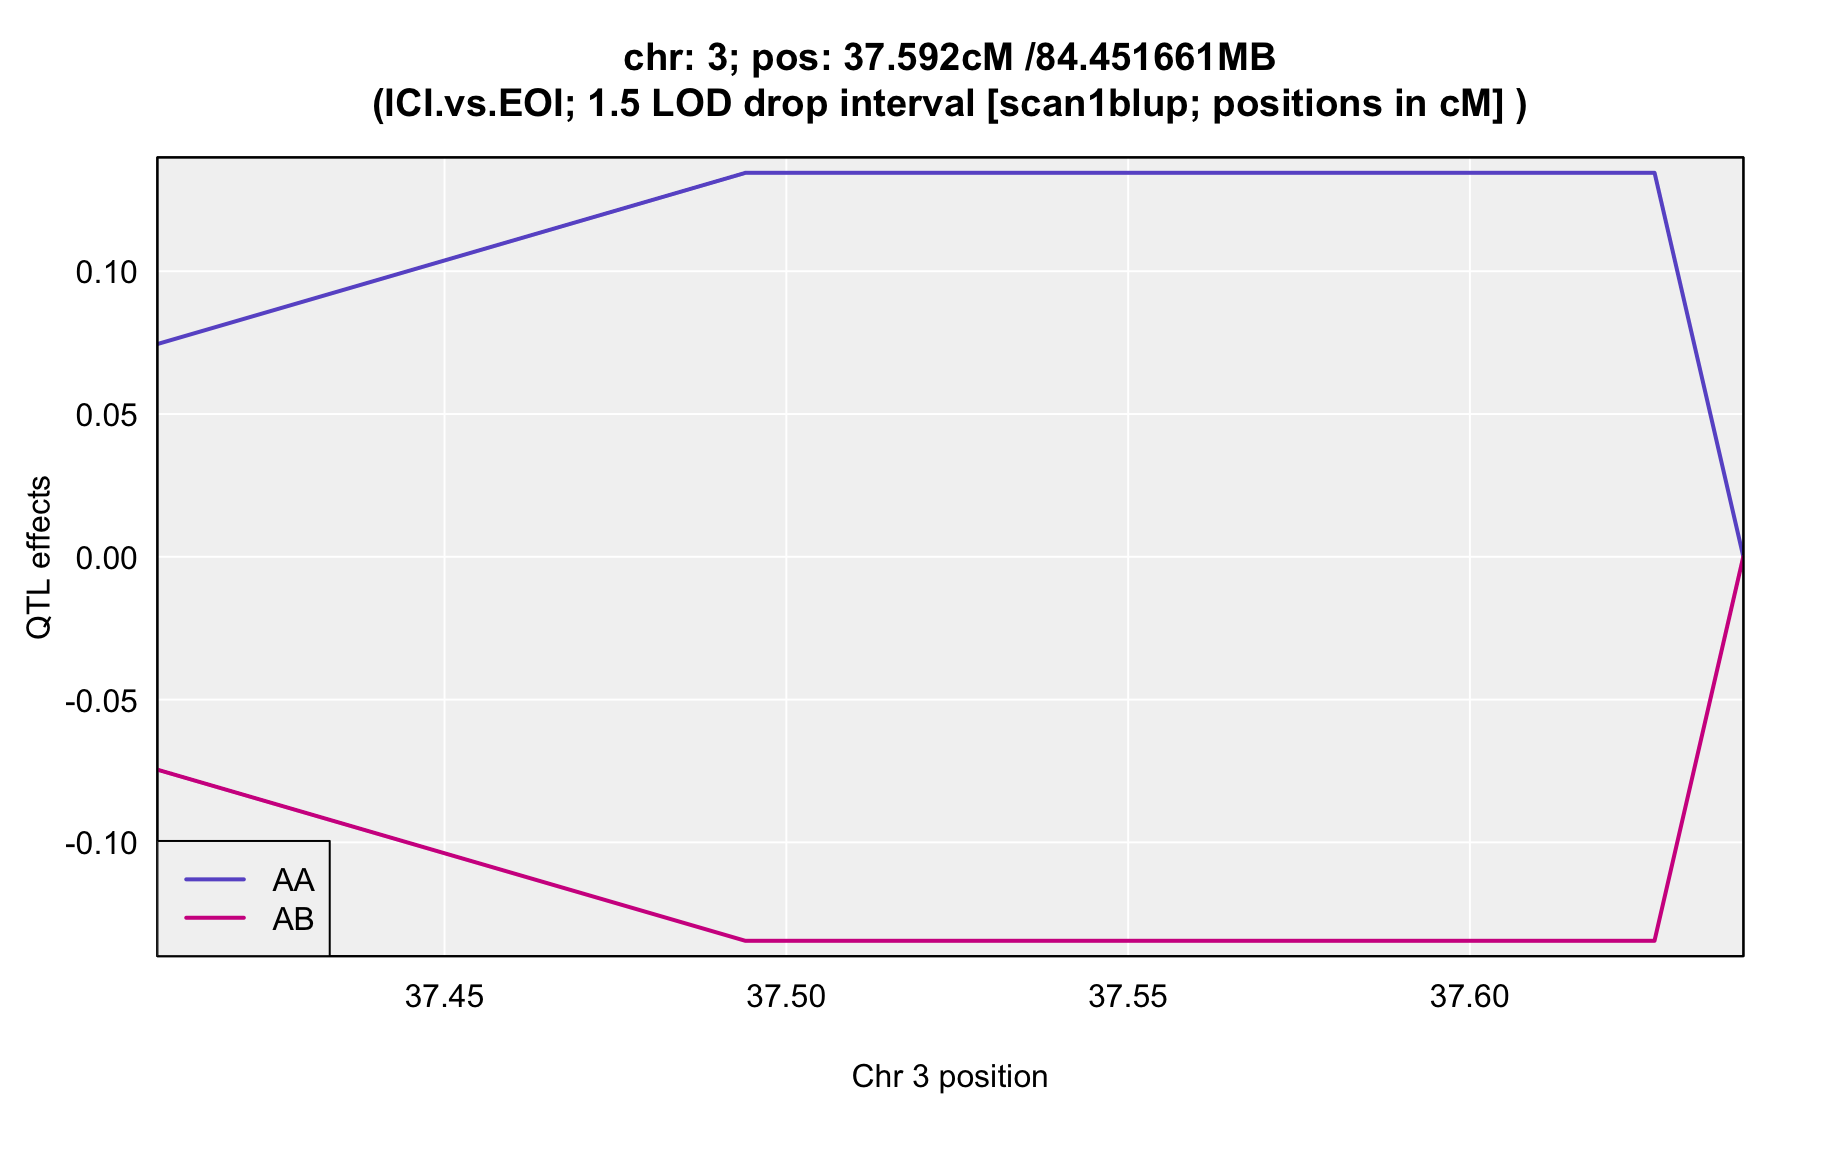 chr: 3; pos: 37.592cM /84.451661MB
(ICI.vs.EOI; 1.5 LOD drop interval [scan1blup; positions in cM] )
QTL effects
0.10
0.05
0.00
-0.05
-0.10
AA
AB
37.45 37.50 37.55 37.60
Chr 3 position